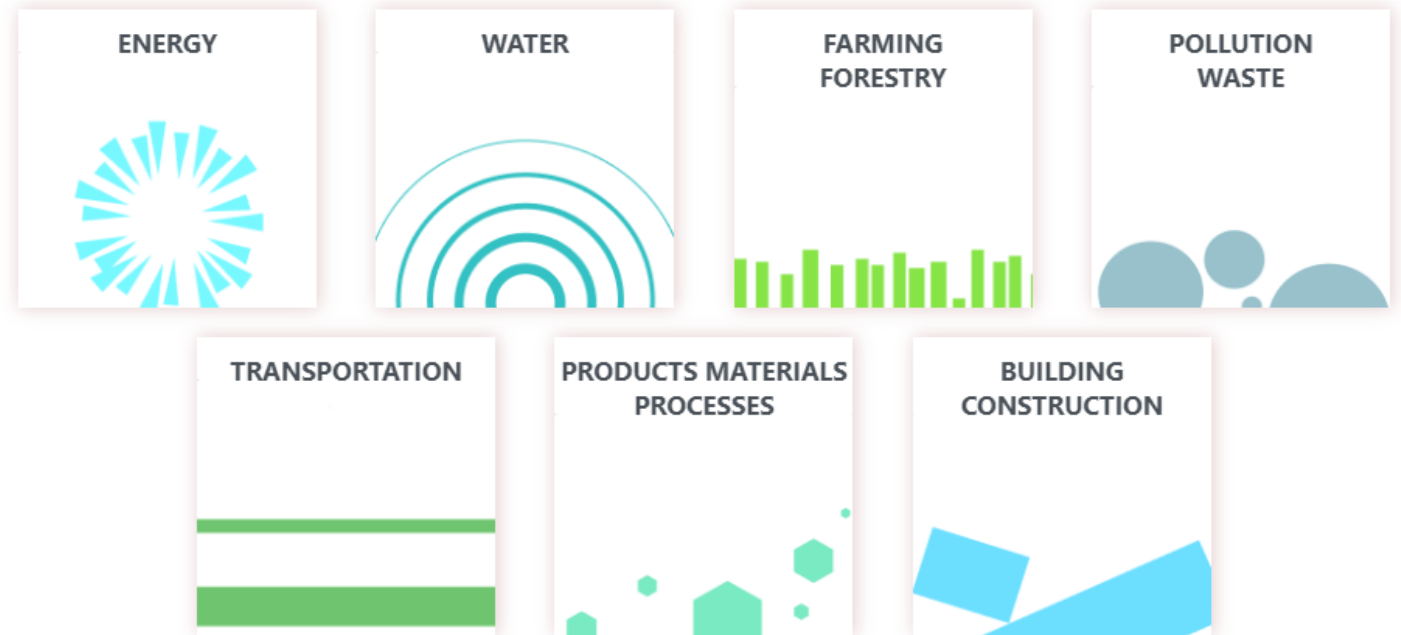 ENERGY
WATER
FARMING
FORESTRY
POLLUTION
WASTE
TRANSPORTATION
PRODUCTS MATERIALS
PROCESSES
BUILDING
CONSTRUCTION